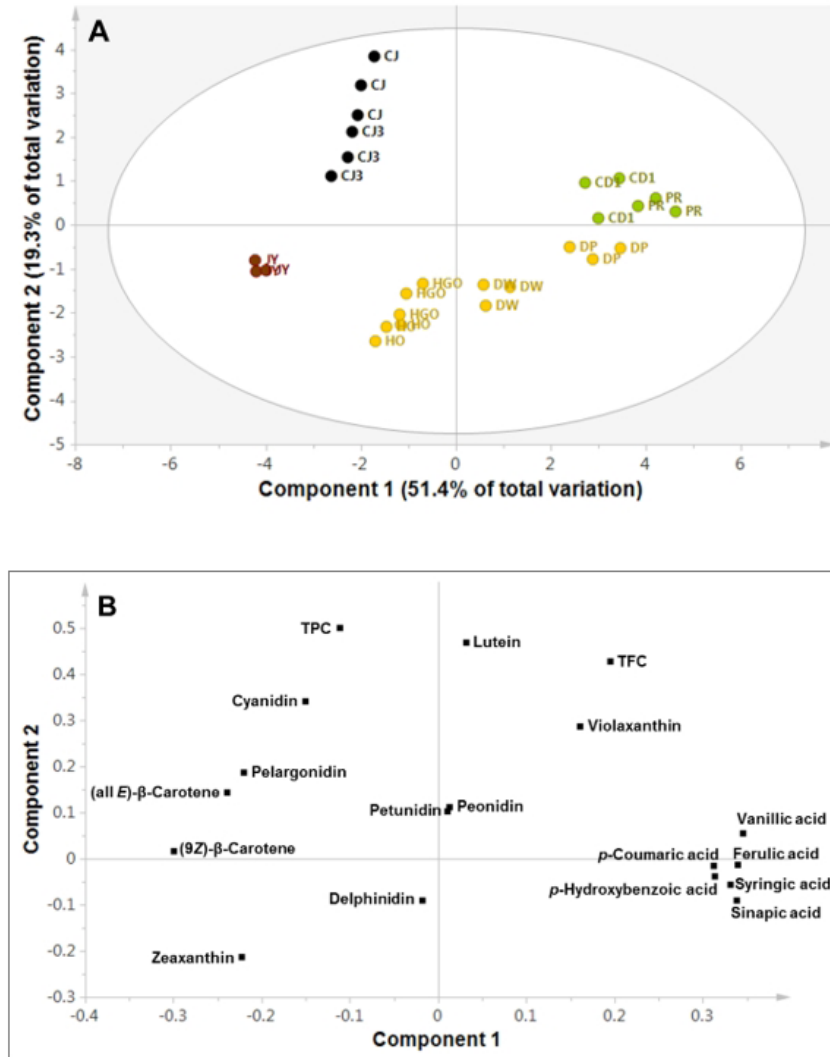 A
4
3
2
1
0
-1
-2
-3
-4
-5
-8
-6
-4
-2
0
2
4
6
CJ
CJ
CJ
CJ3
CJ3
CJ3
CD1
CD1
PR
PR
PR
CD1
DP
DP
DP
JY
JY
HGO
HGO
DW
DW
DW
HGO
HO
HO
HO
Component 2 (19.3% of total variation)
Component 1 (51.4% of total variation)
B
0.5
0.4
0.3
0.2
0.1
0
-0.1
-0.2
-0.3
-0.4
-0.3
-0.2
-0.1
0
0.1
0.2
0.3
TPC
Lutein
TFC
Cyanidin
Violaxanthin
Pelargonidin
(all E)-β-Carotene
Petunidin
Peonidin
Vanillic acid
(9Z)-β-Carotene
p-Coumaric acid
Ferulic acid
p-Hydroxybenzoic acid
Syringic acid
Delphinidin
Sinapic acid
Zeaxanthin
Component 2
Component 1